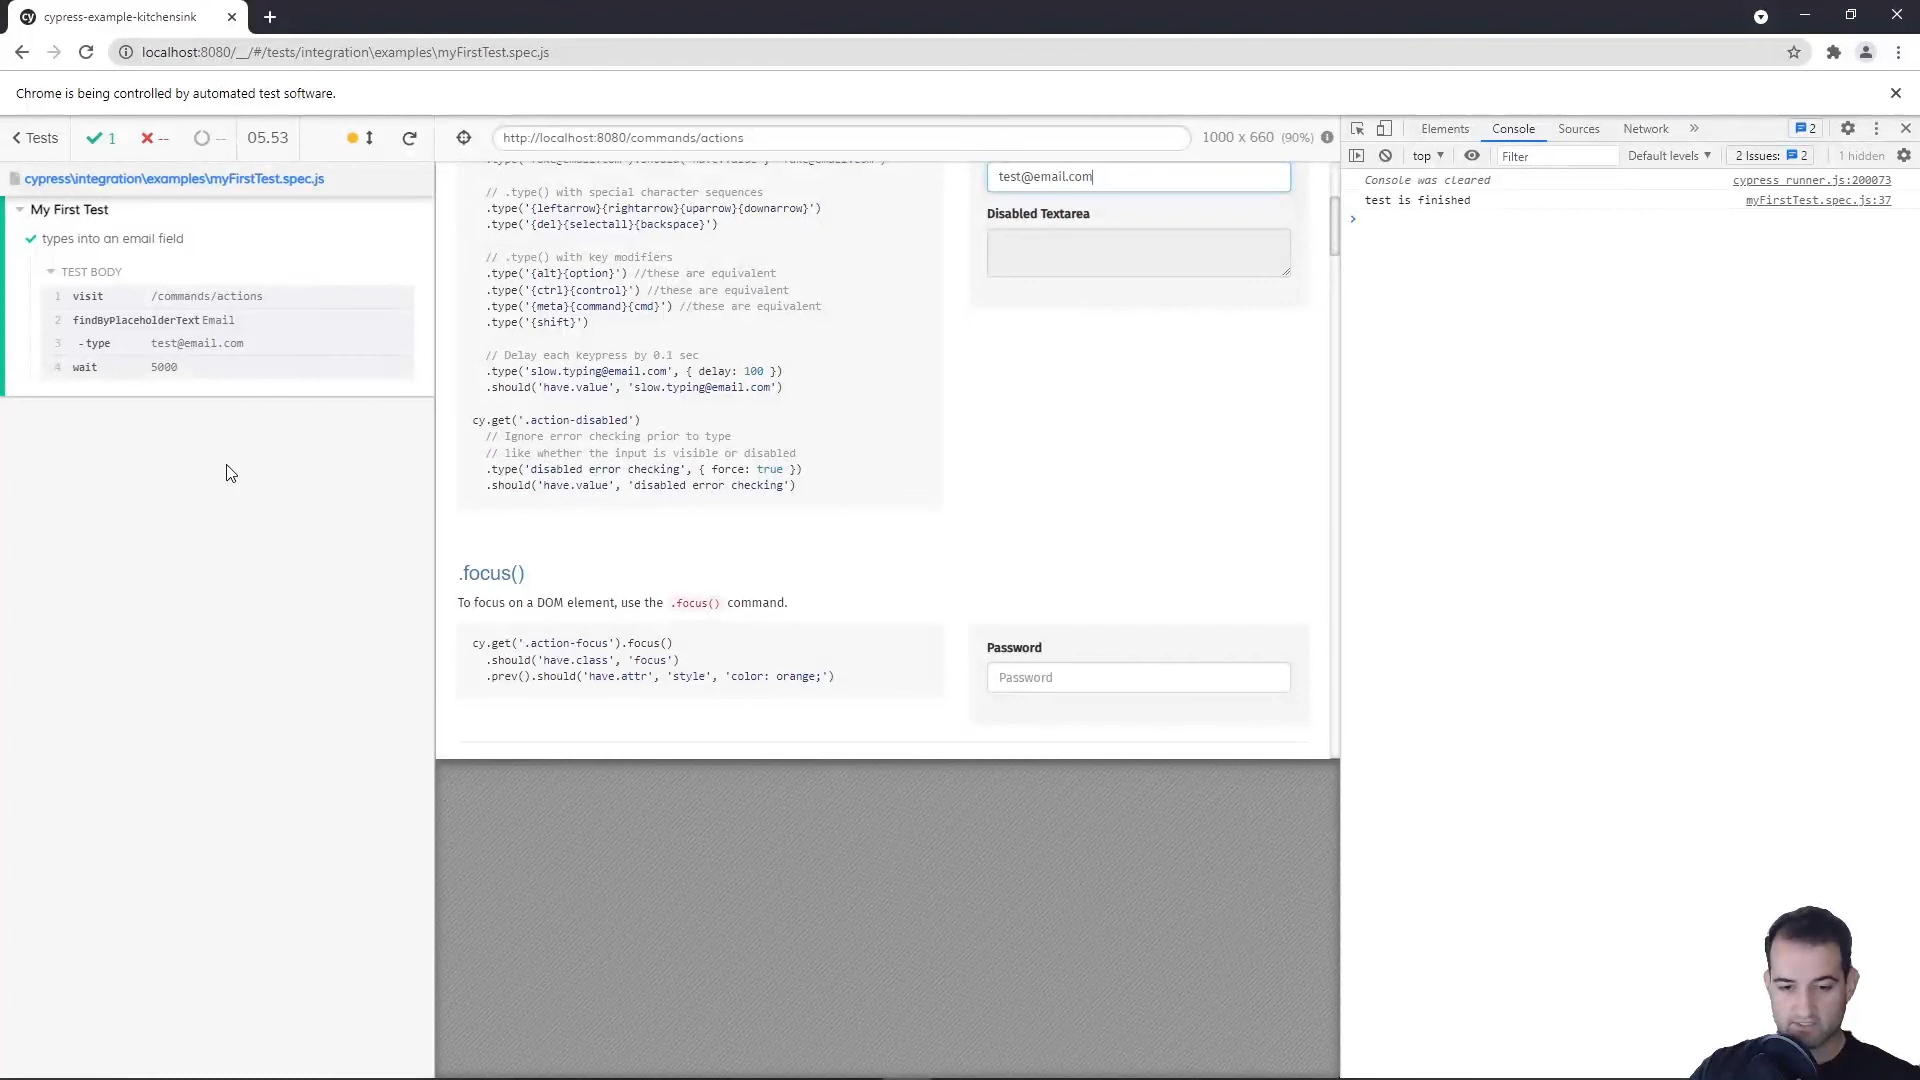 cypress-example-kitchensink
localhost:8080/__/#/tests/integration\examples\myFirstTest.spec.js
Chrome is being controlled by automated test software.
Tests
1
--
--
05.53
http://localhost:8080/commands/actions
1000 x 660 (90%)
cypress\integration\examples\myFirstTest.spec.js
My First Test
types into an email field
TEST BODY
1 visit /commands/actions
2 findByPlaceholderText Email
3 -type test@email.com
4 wait 5000
// .type() with special character sequences
.type('{leftarrow}{rightarrow}{uparrow}{downarrow}')
.type('{del}{selectall}{backspace}')
// .type() with key modifiers
.type('{alt}{option}') //these are equivalent
.type('{ctrl}{control}') //these are equivalent
.type('{meta}{command}{cmd}') //these are equivalent
.type('{shift}')
// Delay each keypress by 0.1 sec
.type('slow.typing@email.com', { delay: 100 })
.should('have.value', 'slow.typing@email.com')
cy.get('.action-disabled')
// Ignore error checking prior to type
// like whether the input is visible or disabled
.type('disabled error checking', { force: true })
.should('have.value', 'disabled error checking')
test@email.com
Disabled Textarea
.focus()
To focus on a DOM element, use the .focus() command.
cy.get('.action-focus').focus()
.should('have.class', 'focus')
.prev().should('have.attr', 'style', 'color: orange;')
Password
Password
Elements
Console
Sources
Network
2
top
Filter
Default levels
2 Issues: 2
1 hidden
Console was cleared cypress_runner.js:200073
test is finished myFirstTest.spec.js:37